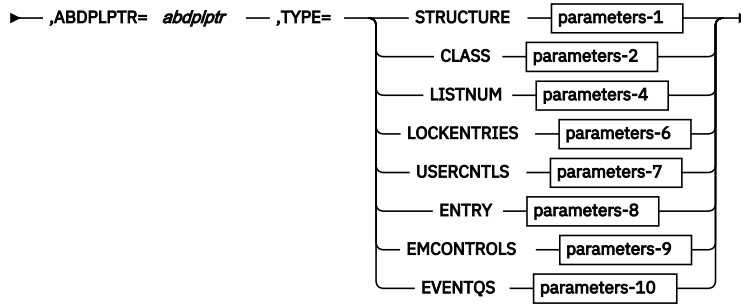 ,ABDPLPTR= abdplptr ,TYPE= STRUCTURE parameters-1
CLASS parameters-2
LISTNUM parameters-4
LOCKENTRIES parameters-6
USERCNTLS parameters-7
ENTRY parameters-8
EMCONTROLS parameters-9
EVENTQS parameters-10